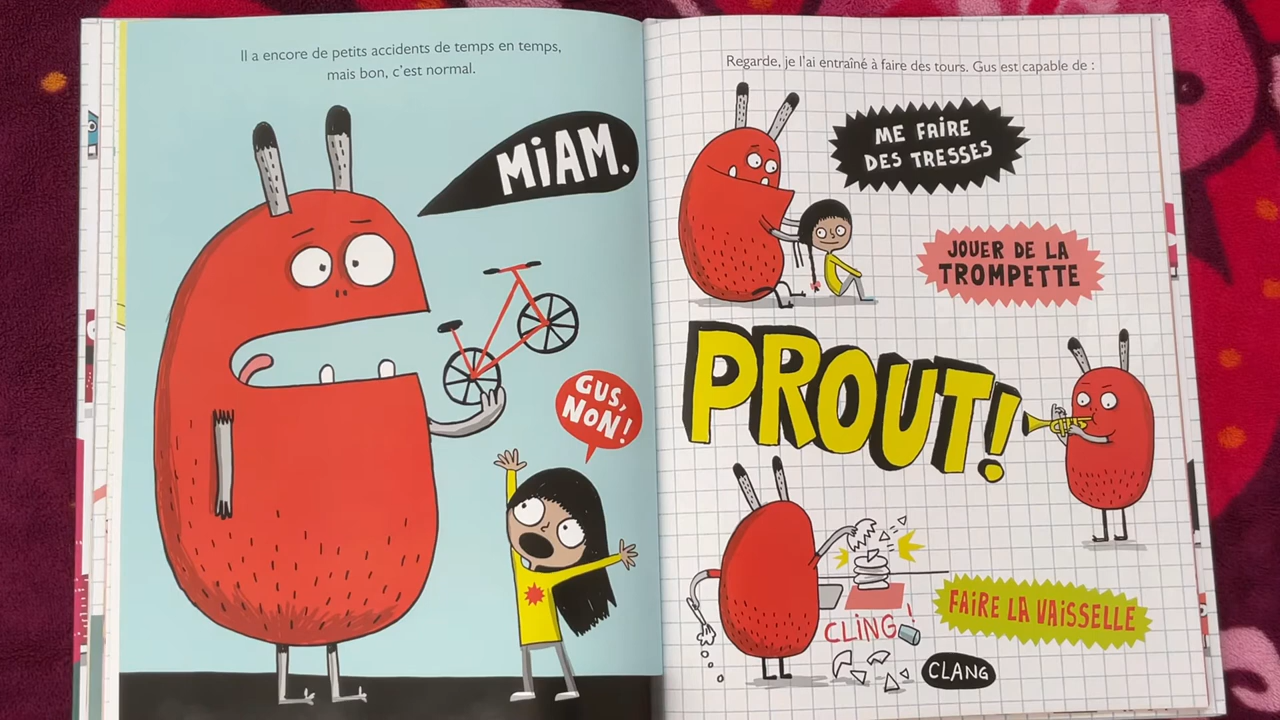 Il a encore de petits accidents de temps en temps,
mais bon, c'est normal.
MiAM.
GUS,
NON!
Regarde, je l'ai entraîné à faire des tours. Gus est capable de :
ME FAIRE
DES TRESSES
JOUER DE LA
TROMPETTE
PROUT!
CLING!
FAIRE LA VAISSELLE
CLANG